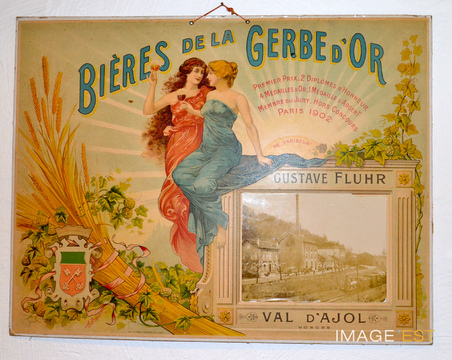 BIÈRES DE LA GERBE D'OR
PREMIER PRIX, 2 DIPLOMES D'HONNEUR
4 MÉDAILLES D'OR, 1 MÉDAILLE D'ARGENT
MEMBRE DU JURY, HORS CONCOURS
PARIS 1902
GUSTAVE FLUHR
VAL D'AJOL
VOSGES
IMAGE'EST